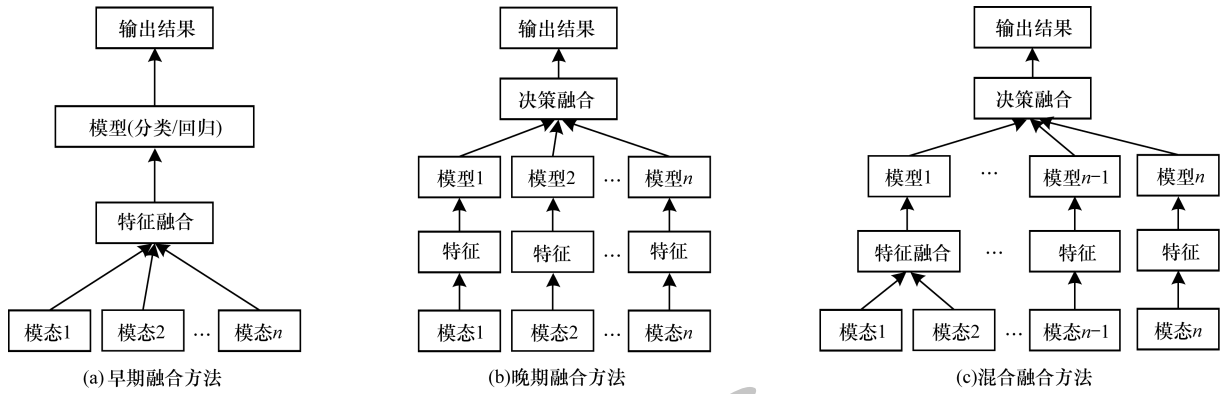 输出结果
模型(分类/回归)
特征融合
模态1 模态2 … 模态n
(a) 早期融合方法
输出结果
决策融合
模型1 模型2 … 模型n
特征 特征 … 特征
模态1 模态2 … 模态n
(b)晚期融合方法
输出结果
决策融合
模型1 … 模型n−1 模型n
特征融合 … 特征 特征
模态1 模态2 … 模态n−1 模态n
(c)混合融合方法